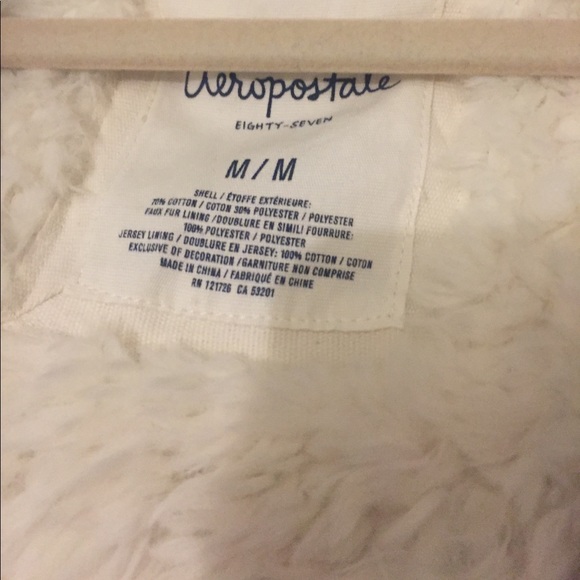 Aeropostale
EIGHTY-SEVEN
M/M
SHELL / ÉTOFFE EXTÉRIEURE:
70% COTTON / COTON 30% POLYESTER / POLYESTER
FAUX FUR LINING / DOUBLURE EN SIMILI FOURRURE:
100% POLYESTER / POLYESTER
JERSEY LINING / DOUBLURE EN JERSEY: 100% COTTON / COTON
EXCLUSIVE OF DECORATION / GARNITURE NON COMPRISE
MADE IN CHINA / FABRIQUÉ EN CHINE
RN 121726 CA 53201